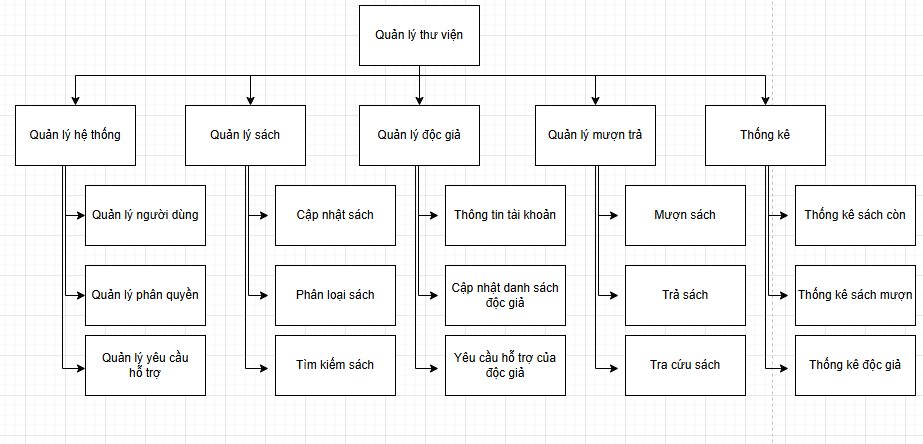 Quản lý thư viện
Quản lý hệ thống
Quản lý sách
Quản lý độc giả
Quản lý mượn trả
Thống kê
Quản lý người dùng
Cập nhật sách
Thông tin tài khoản
Mượn sách
Thống kê sách còn
Quản lý phân quyền
Phân loại sách
Cập nhật danh sách
độc giả
Trả sách
Thống kê sách mượn
Quản lý yêu cầu
hỗ trợ
Tìm kiếm sách
Yêu cầu hỗ trợ của
độc giả
Tra cứu sách
Thống kê độc giả